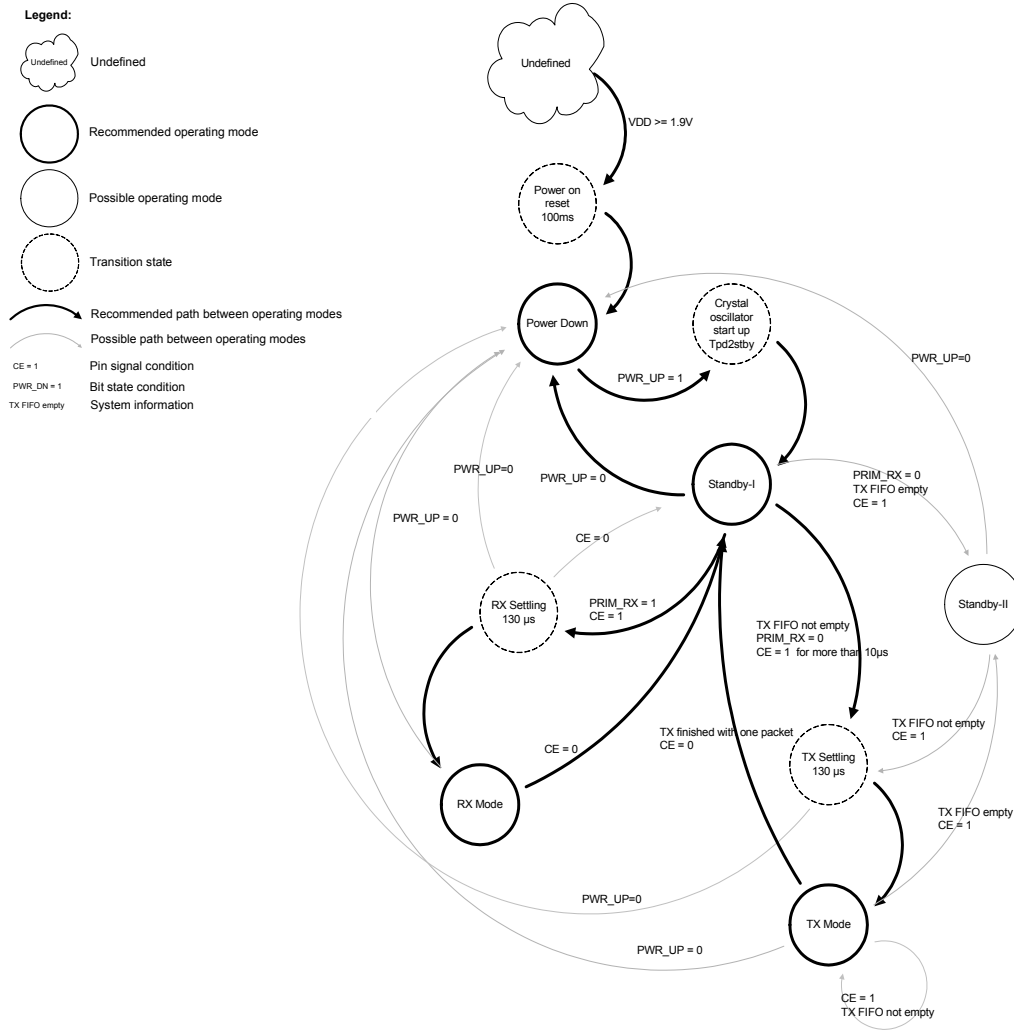 Legend:
Undefined
Undefined
Recommended operating mode
Possible operating mode
Transition state
Recommended path between operating modes
Possible path between operating modes
CE = 1
Pin signal condition
PWR_DN = 1
Bit state condition
TX FIFO empty
System information
Undefined
VDD >= 1.9V
Power on
reset
100ms
Power Down
Crystal
oscillator
start up
Tpd2stby
PWR_UP = 1
PWR_UP=0
PWR_UP=0
PWR_UP = 0
Standby-I
PRIM_RX = 0
TX FIFO empty
CE = 1
PWR_UP = 0
CE = 0
RX Settling
130 µs
PRIM_RX = 1
CE = 1
Standby-II
TX FIFO not empty
PRIM_RX = 0
CE = 1  for more than 10µs
TX FIFO not empty
CE = 1
TX finished with one packet
CE = 0
CE = 0
TX Settling
130 µs
RX Mode
TX FIFO empty
CE = 1
PWR_UP=0
TX Mode
PWR_UP = 0
CE = 1
TX FIFO not empty